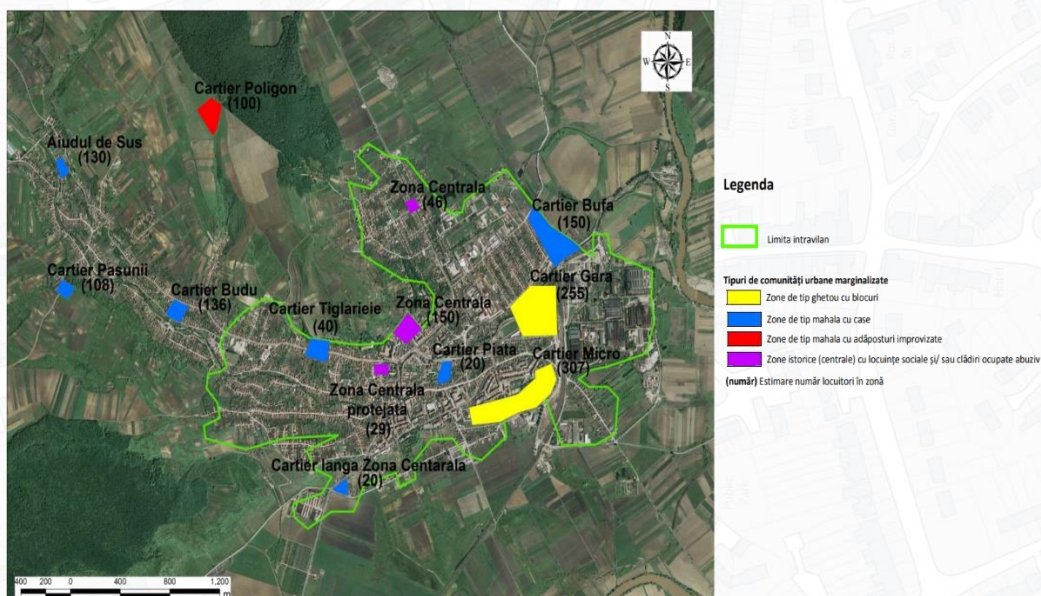 N
W E
S
Cartier Poligon
(100)
Aiudul de Sus
(130)
Zona Centrala
(46)
Cartier Bufa
(150)
Cartier Pasunii
(108)
Cartier Budu
(136)
Cartier Tiglarieie
(40)
Zona Centrala
(150)
Cartier Gara
(255)
Cartier Piata
(20)
Cartier Micro
(307)
Zona Centrala
protejata
(29)
Cartier langa Zona Centarala
(20)
400 200 0 400 800 1,200
m
Legenda
Limita intravilan
Tipuri de comunități urbane marginalizate
Zone de tip ghetou cu blocuri
Zone de tip mahala cu case
Zone de tip mahala cu adăposturi improvizate
Zone istorice (centrale) cu locuințe sociale și/ sau clădiri ocupate abuziv
(număr) Estimare număr locuitori în zonă